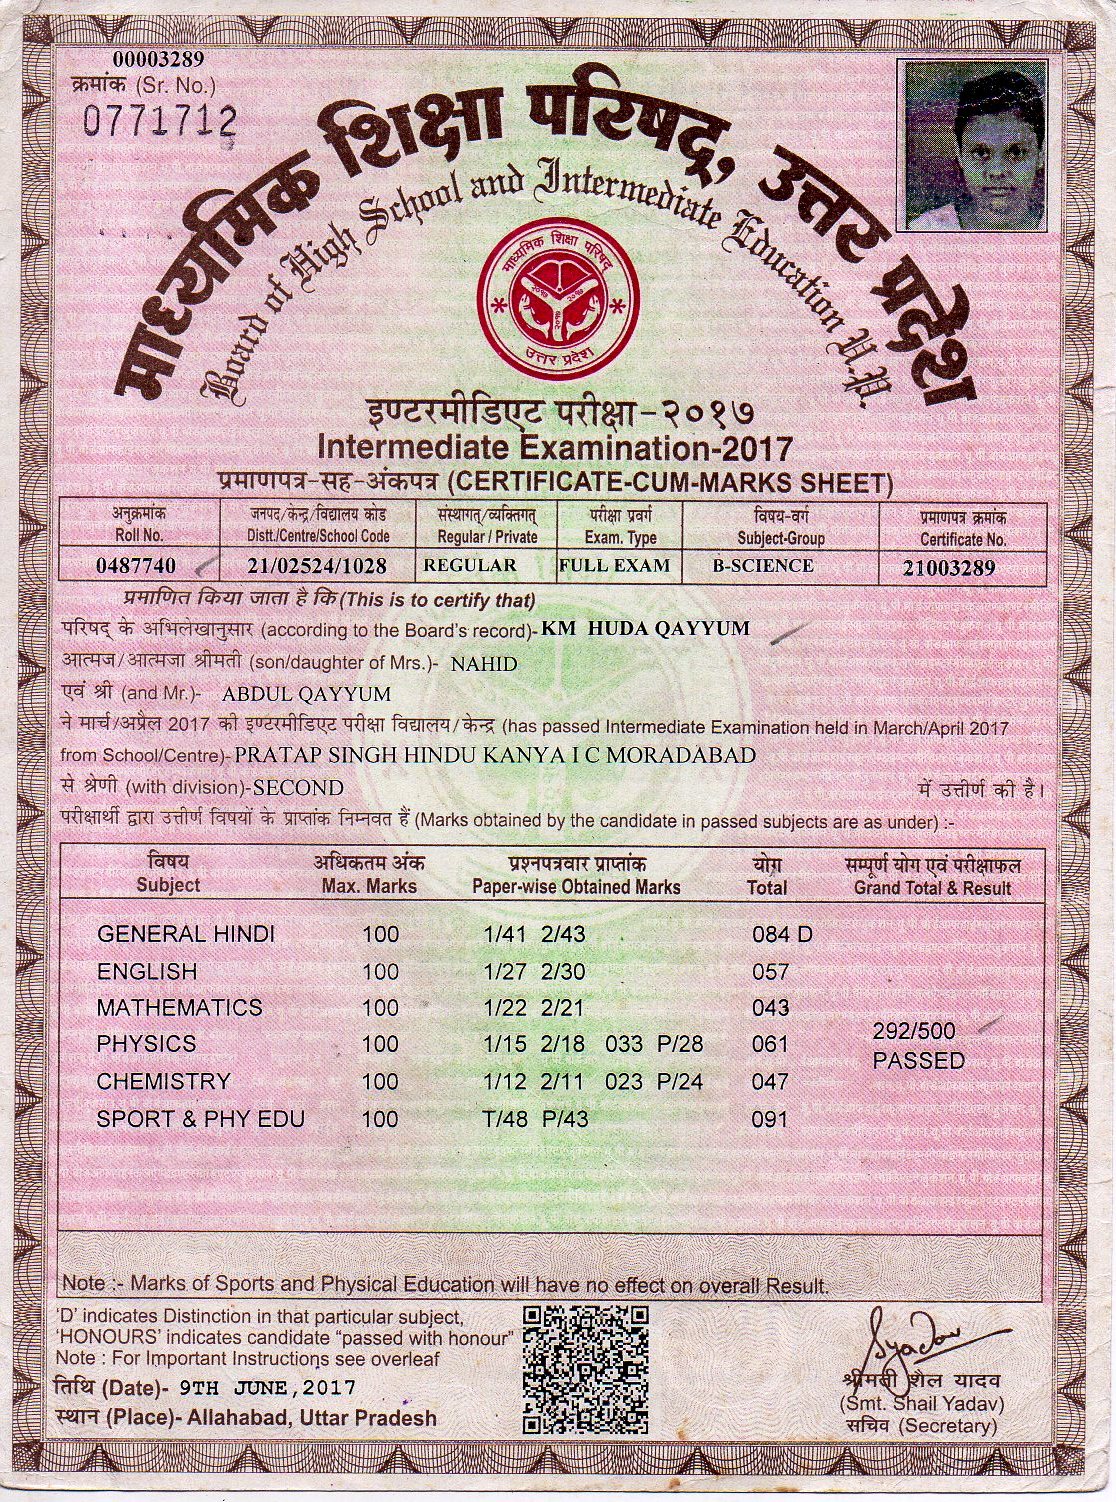 00003289
क्रमांक (Sr. No.)
0771712
माध्यमिक शिक्षा परिषद्, उत्तर प्रदेश
Board of High School and Intermediate Education U.P.
माध्यमिक शिक्षा परिषद्
उत्तर प्रदेश
इण्टरमीडिएट परीक्षा-२०१७
Intermediate Examination-2017
प्रमाणपत्र-सह-अंकपत्र (CERTIFICATE-CUM-MARKS SHEET)
अनुक्रमांक जनपद/केन्द्र/विद्यालय कोड संस्थागत्/व्यक्तिगत् परीक्षा प्रवर्ग विषय-वर्ग प्रमाणपत्र क्रमांक
Roll No. Distt./Centre/School Code Regular / Private Exam. Type Subject-Group Certificate No.
0487740 21/02524/1028 REGULAR FULL EXAM B-SCIENCE 21003289
प्रमाणित किया जाता है कि (This is to certify that)
परिषद् के अभिलेखानुसार (according to the Board's record)- KM HUDA QAYYUM
आत्मज/आत्मजा श्रीमती (son/daughter of Mrs.)- NAHID
एवं श्री (and Mr.)- ABDUL QAYYUM
ने मार्च/अप्रैल 2017 की इण्टरमीडिएट परीक्षा विद्यालय/केन्द्र (has passed Intermediate Examination held in March/April 2017
from School/Centre)- PRATAP SINGH HINDU KANYA I C MORADABAD
से श्रेणी (with division)-SECOND में उत्तीर्ण की है।
परीक्षार्थी द्वारा उत्तीर्ण विषयों के प्राप्तांक निम्नवत हैं (Marks obtained by the candidate in passed subjects are as under) :-
विषय अधिकतम अंक प्रश्नपत्रवार प्राप्तांक योग सम्पूर्ण योग एवं परीक्षाफल
Subject Max. Marks Paper-wise Obtained Marks Total Grand Total & Result
GENERAL HINDI 100 1/41 2/43 084 D
ENGLISH 100 1/27 2/30 057
MATHEMATICS 100 1/22 2/21 043
292/500
PHYSICS 100 1/15 2/18 033 P/28 061
PASSED
CHEMISTRY 100 1/12 2/11 023 P/24 047
SPORT & PHY EDU 100 T/48 P/43 091
Note :- Marks of Sports and Physical Education will have no effect on overall Result.
'D' indicates Distinction in that particular subject,
'HONOURS' indicates candidate "passed with honour"
Note : For Important Instructions see overleaf
तिथि (Date)- 9TH JUNE,2017
स्थान (Place)- Allahabad, Uttar Pradesh
SYadav
श्रीमती शैल यादव
(Smt. Shail Yadav)
सचिव (Secretary)